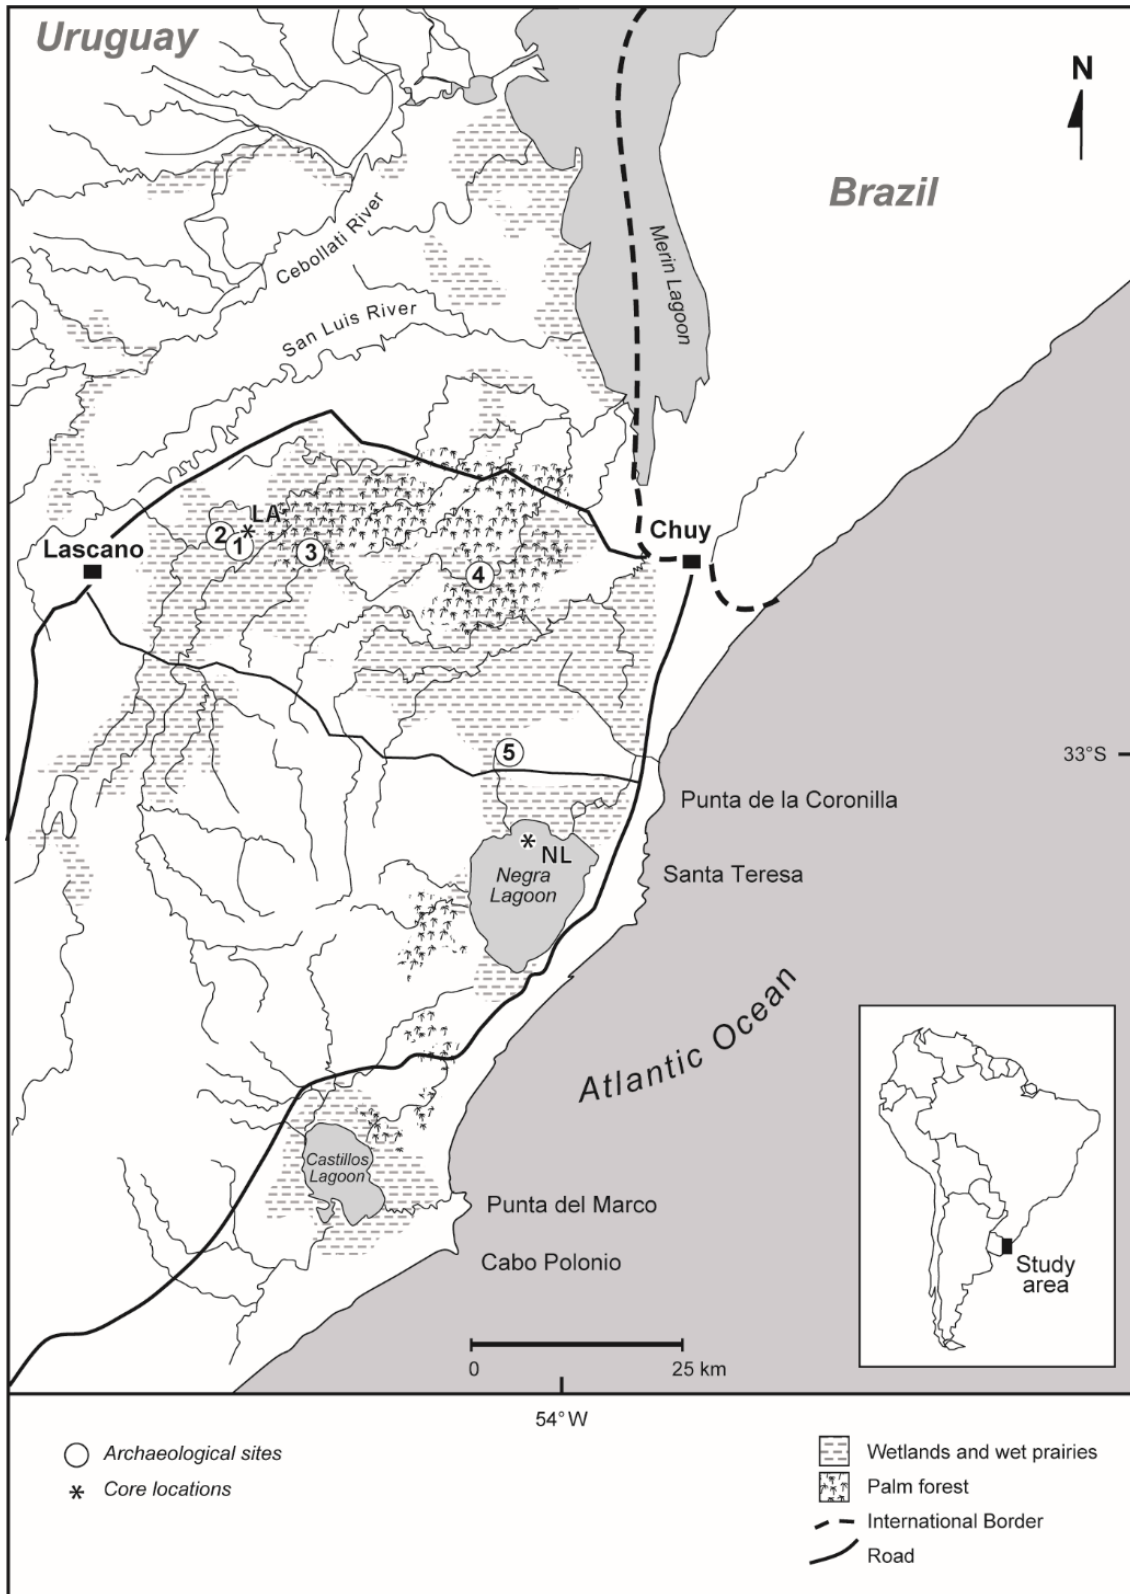 Uruguay
N
Brazil
Cebollati River
Merin Lagoon
San Luis River
LA
2
1
3
Lascano
Chuy
4
5
33°S
Punta de la Coronilla
NL
Negra
Lagoon
Santa Teresa
Atlantic Ocean
Castillos
Lagoon
Punta del Marco
Cabo Polonio
Study
area
0
25 km
54°W
Archaeological sites
Core locations
Wetlands and wet prairies
Palm forest
International Border
Road